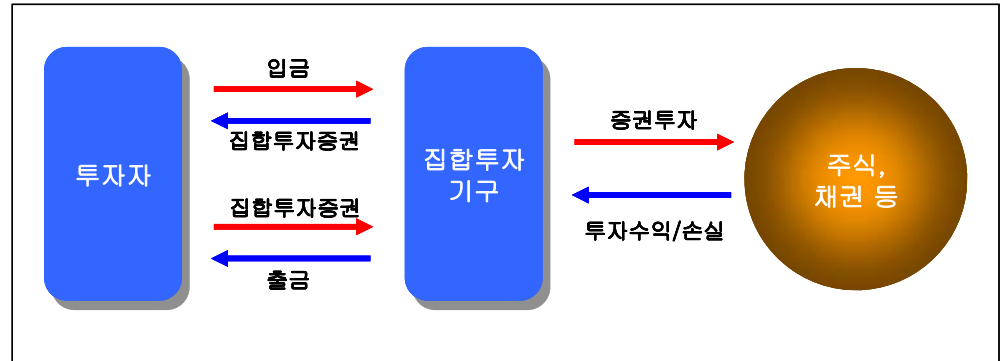 투자자
입금
집합투자증권
집합투자증권
출금
집합투자
기구
증권투자
투자수익/손실
주식,
채권 등